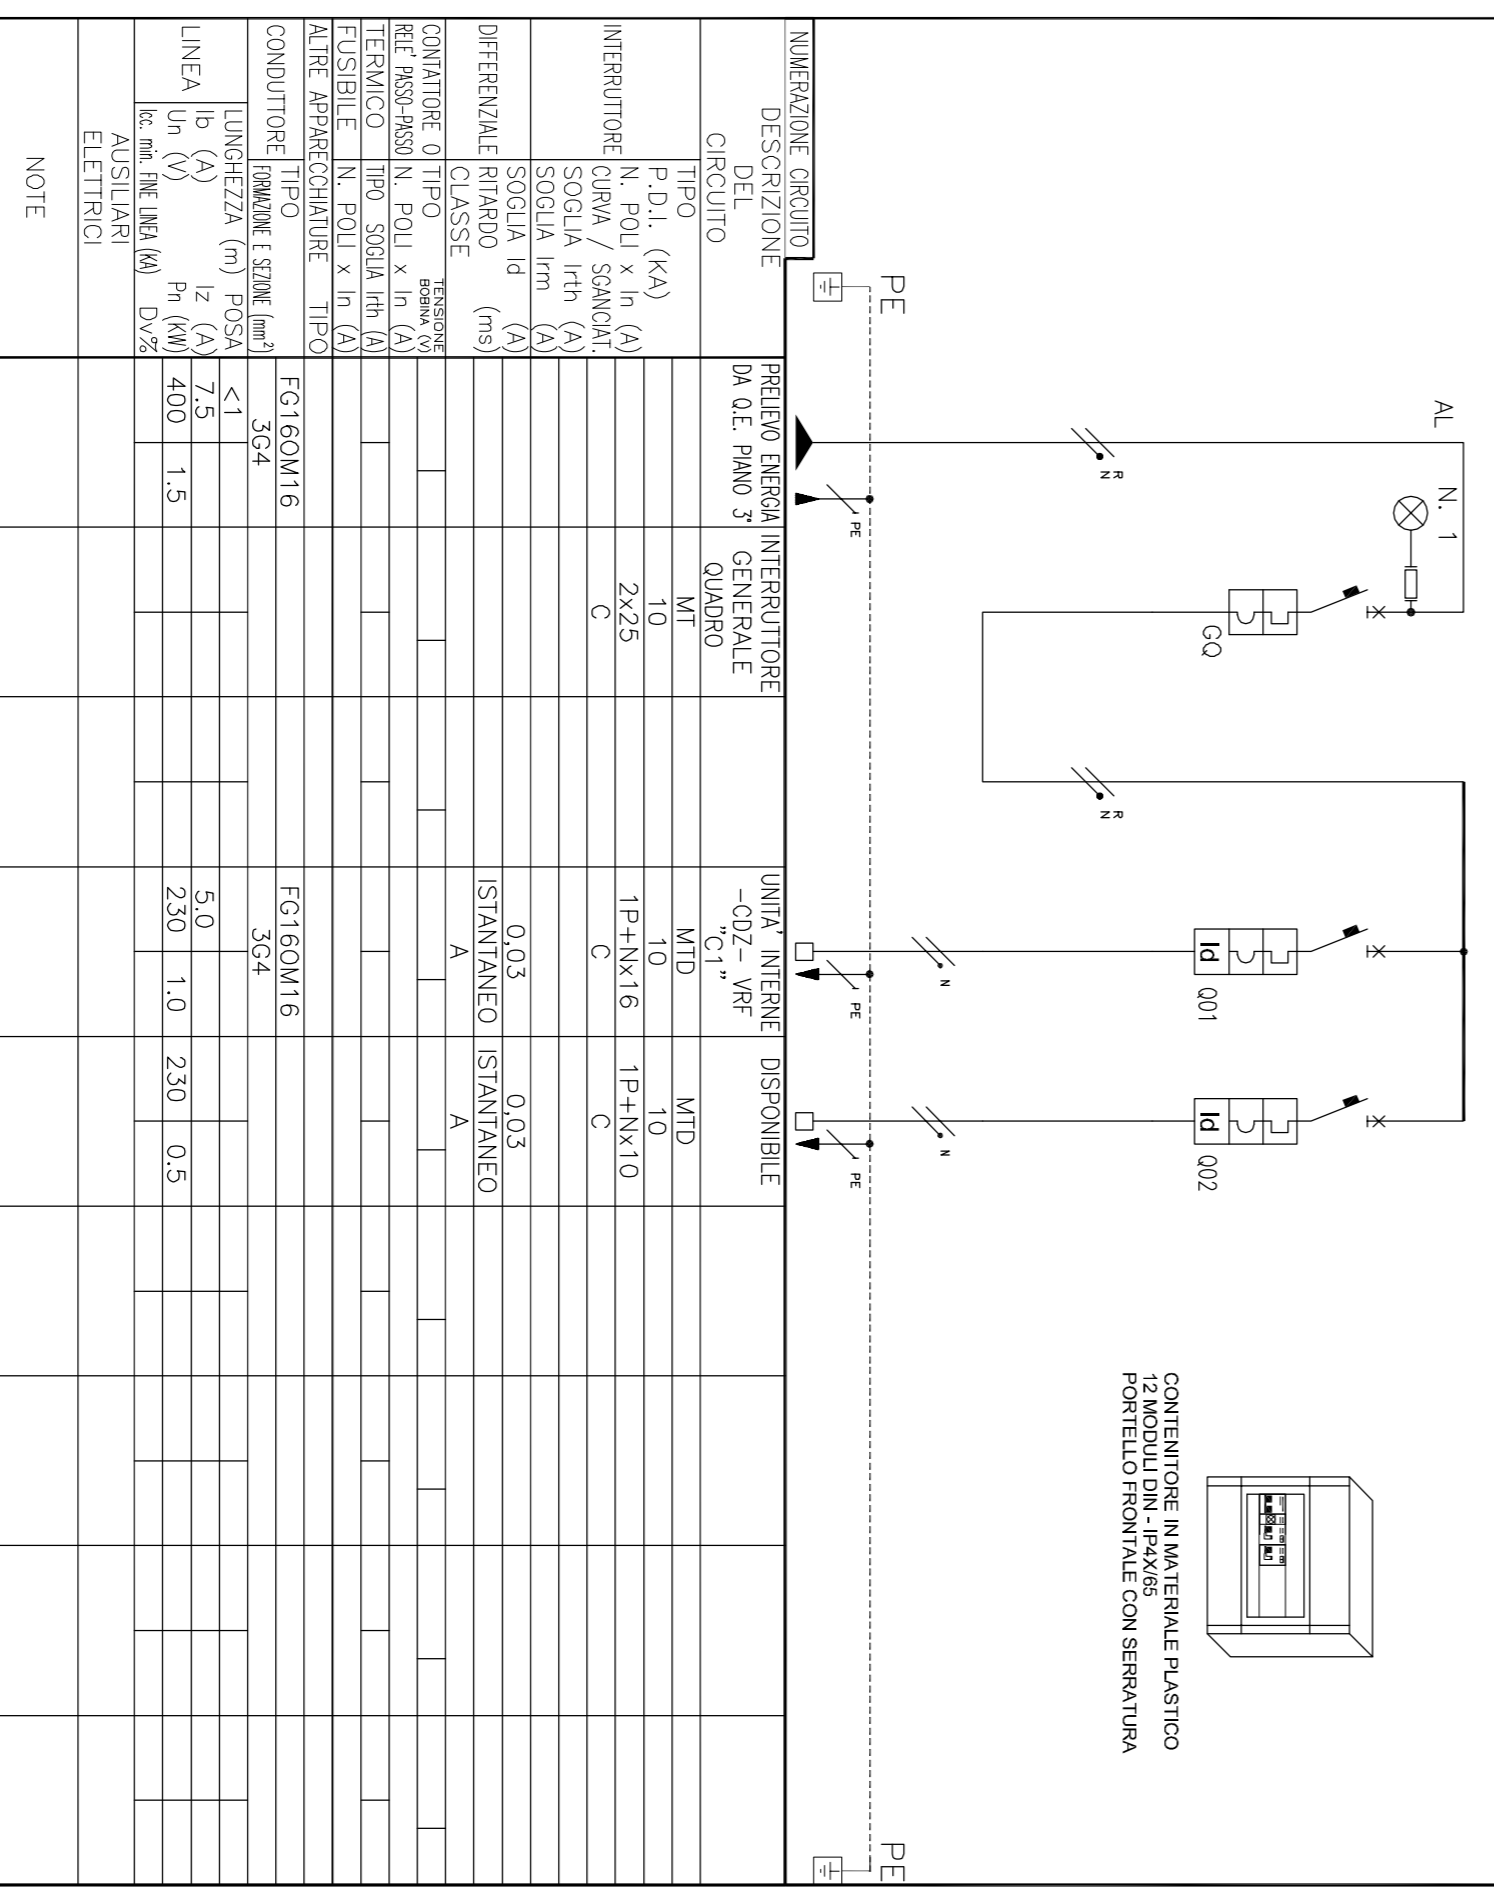 AL
N. 1
GQ
R
N
R
N
Q01
Q02
N
N
PE
PE
PE
PE
PE
CONTENITORE IN MATERIALE PLASTICO
12 MODULI DIN - IP4X/65
PORTELLO FRONTALE CON SERRATURA
Id
Id
NUMERAZIONE CIRCUITO
DESCRIZIONE
DEL
CIRCUITO
PRELIEVO ENERGIA
DA Q.E. PIANO 3°
INTERRUTTORE
GENERALE
QUADRO
UNITA' INTERNE
-CDZ- VRF
"C1"
DISPONIBILE
INTERRUTTORE
TIPO
MT
MTD
MTD
P.D.I. (KA)
10
10
10
N. POLI x In (A)
2x25
1P+Nx16
1P+Nx10
CURVA / SGANCIAT.
C
C
C
SOGLIA Irth (A)
SOGLIA Irm (A)
DIFFERENZIALE
SOGLIA Id (A)
0,03
0,03
RITARDO (ms)
ISTANTANEO
ISTANTANEO
CLASSE
A
A
CONTATTORE O
RELE' PASSO-PASSO
TIPO
TENSIONE
BOBINA (V)
N. POLI x In (A)
TERMICO
TIPO SOGLIA Irth (A)
FUSIBILE
N. POLI x In (A)
ALTRE APPARECCHIATURE TIPO
CONDUTTORE
TIPO
FG16OM16
FG16OM16
FORMAZIONE E SEZIONE (mm²)
3G4
3G4
LINEA
LUNGHEZZA (m) POSA
<1
Ib (A) Iz (A)
7.5
5.0
Un (V) Pn (KW)
400 1.5
230 1.0
230 0.5
Icc. min. FINE LINEA (KA) Dv%
AUSILIARI
ELETTRICI
NOTE